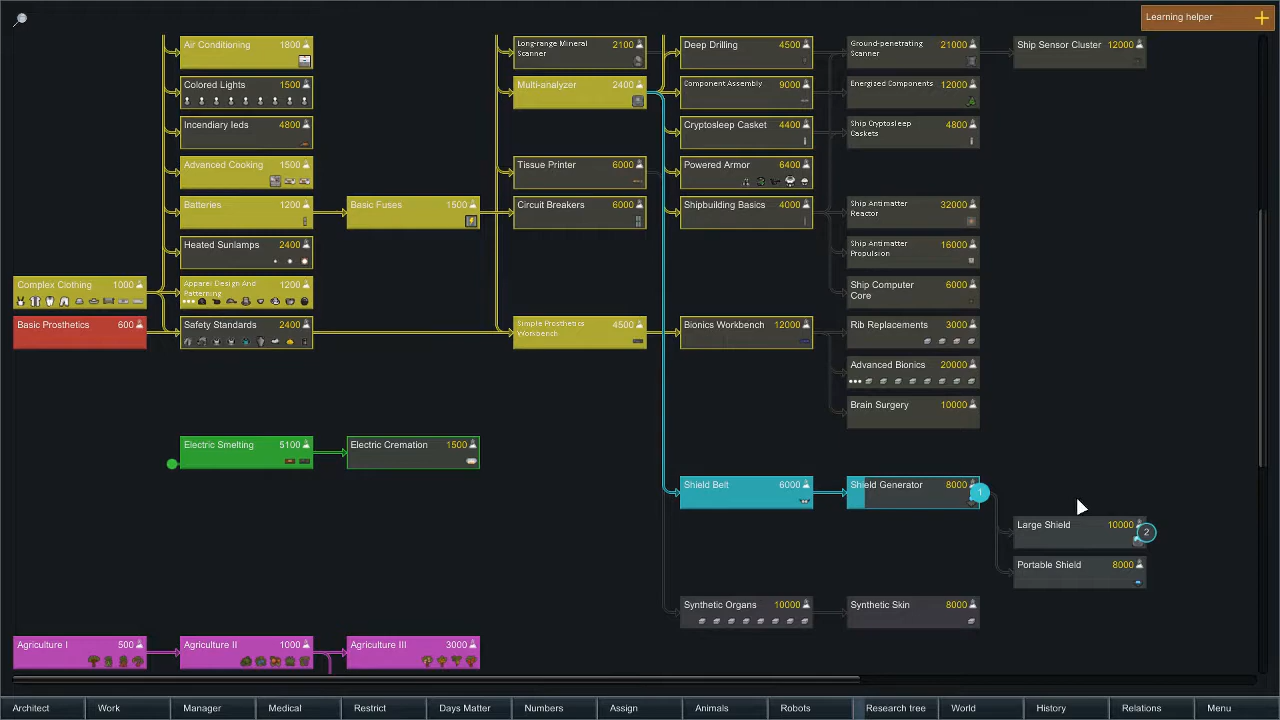 Learning helper
Air Conditioning 1800
Long-range Mineral
Scanner 2100
Deep Drilling 4500
Ground-penetrating
Scanner 21000
Ship Sensor Cluster 12000
Colored Lights 1500
Multi-analyzer 2400
Component Assembly 9000
Energized Components 12000
Incendiary Ieds 4800
Cryptosleep Casket 4400
Ship Cryptosleep
Caskets 4800
Advanced Cooking 1500
Tissue Printer 6000
Powered Armor 6400
Batteries 1200
Basic Fuses 1500
Circuit Breakers 6000
Shipbuilding Basics 4000
Ship Antimatter
Reactor 32000
Heated Sunlamps 2400
Ship Antimatter
Propulsion 16000
Complex Clothing 1000
Apparel Design And
Patterning 1200
Ship Computer
Core 6000
Basic Prosthetics 600
Safety Standards 2400
Simple Prosthetics
Workbench 4500
Bionics Workbench 12000
Rib Replacements 3000
Advanced Bionics 20000
Brain Surgery 10000
Electric Smelting 5100
Electric Cremation 1500
Shield Belt 6000
Shield Generator 8000
1
Large Shield 10000
2
Portable Shield 8000
Synthetic Organs 10000
Synthetic Skin 8000
Agriculture I 500
Agriculture II 1000
Agriculture III 3000
Architect Work Manager Medical Restrict Days Matter Numbers Assign Animals Robots Research tree World History Relations Menu